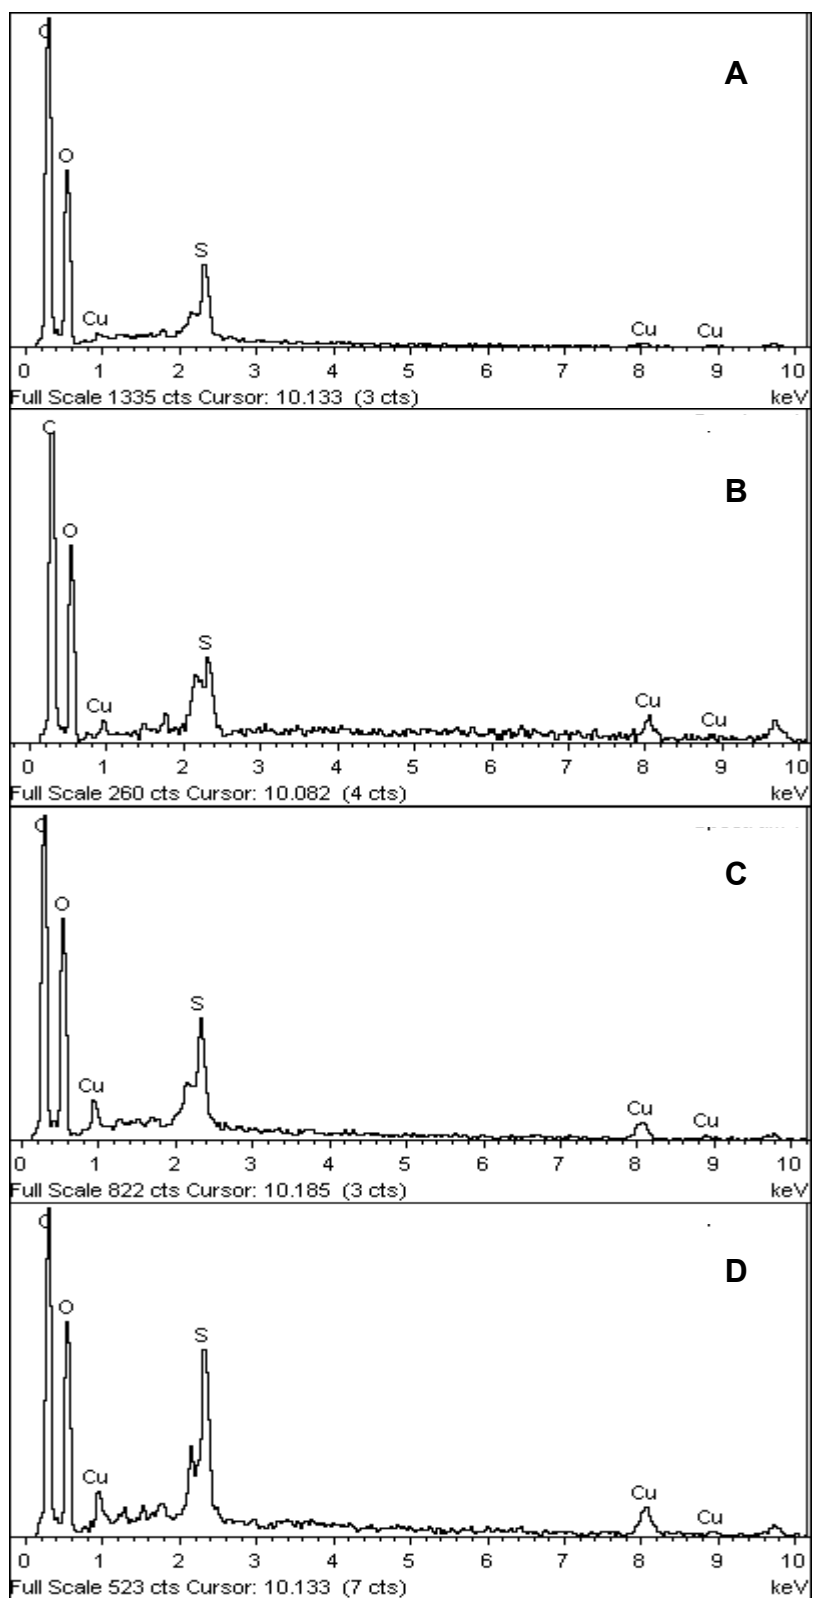 C
A
O
S
Cu
Cu Cu
0 1 2 3 4 5 6 7 8 9 10
Full Scale 1335 cts Cursor: 10.133 (3 cts) keV
C
B
O
S
Cu
Cu
Cu
0 1 2 3 4 5 6 7 8 9 10
Full Scale 260 cts Cursor: 10.082 (4 cts) keV
C
C
O
S
Cu
Cu
Cu
0 1 2 3 4 5 6 7 8 9 10
Full Scale 822 cts Cursor: 10.185 (3 cts) keV
C
D
O
S
Cu
Cu
Cu
0 1 2 3 4 5 6 7 8 9 10
Full Scale 523 cts Cursor: 10.133 (7 cts) keV